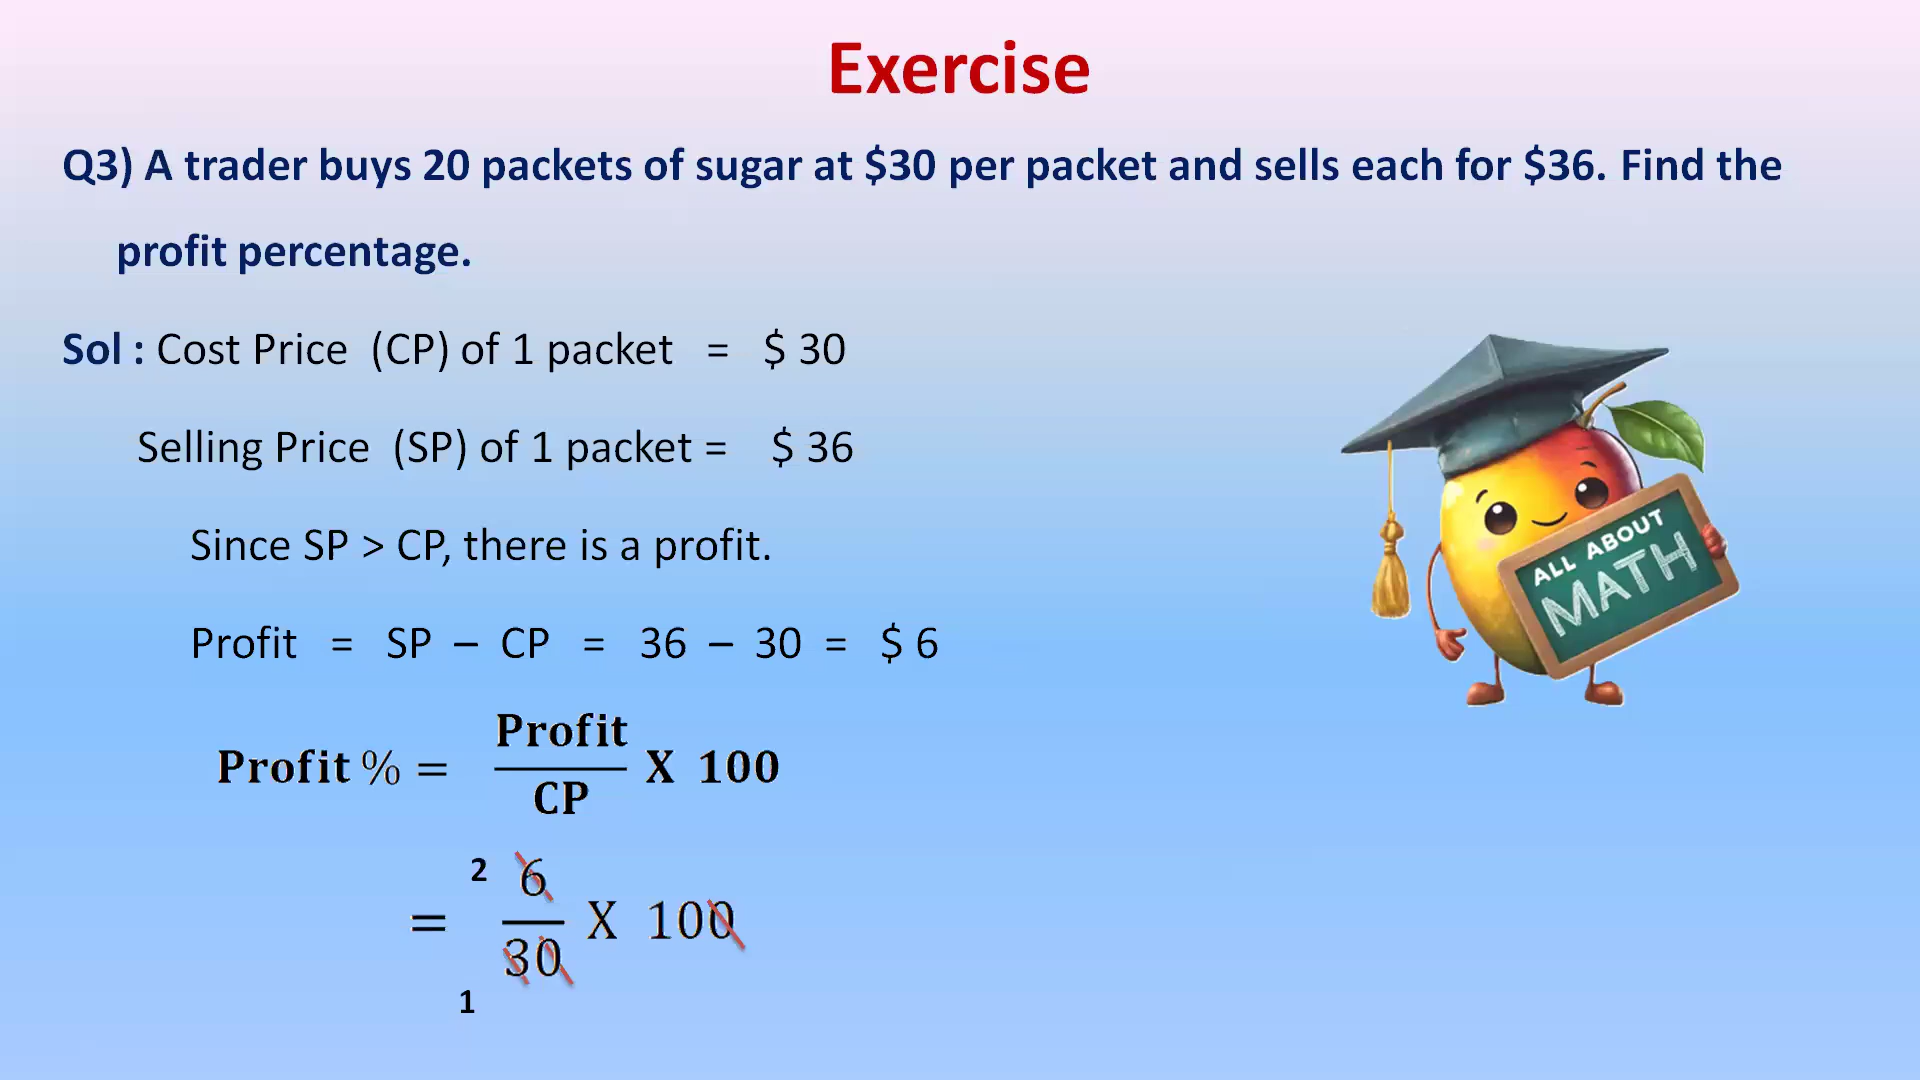 Exercise
Q3) A trader buys 20 packets of sugar at $30 per packet and sells each for $36. Find the
profit percentage.
Sol : Cost Price (CP) of 1 packet = $ 30
Selling Price (SP) of 1 packet = $ 36
Since SP > CP, there is a profit.
Profit = SP – CP = 36 – 30 = $ 6
Profit % = Profit/CP X 100
2
= 6/30 X 100
1
ALL ABOUT
MATH